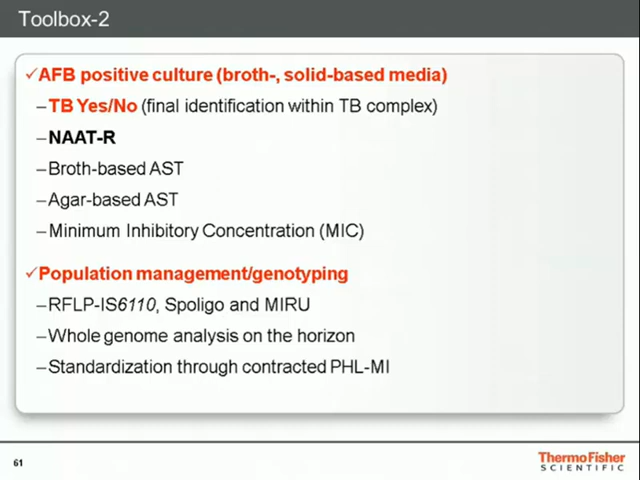 Toolbox-2
✓AFB positive culture (broth-, solid-based media)
–TB Yes/No (final identification within TB complex)
–NAAT-R
–Broth-based AST
–Agar-based AST
–Minimum Inhibitory Concentration (MIC)
✓Population management/genotyping
–RFLP-IS6110, Spoligo and MIRU
–Whole genome analysis on the horizon
–Standardization through contracted PHL-MI
61
ThermoFisher
SCIENTIFIC